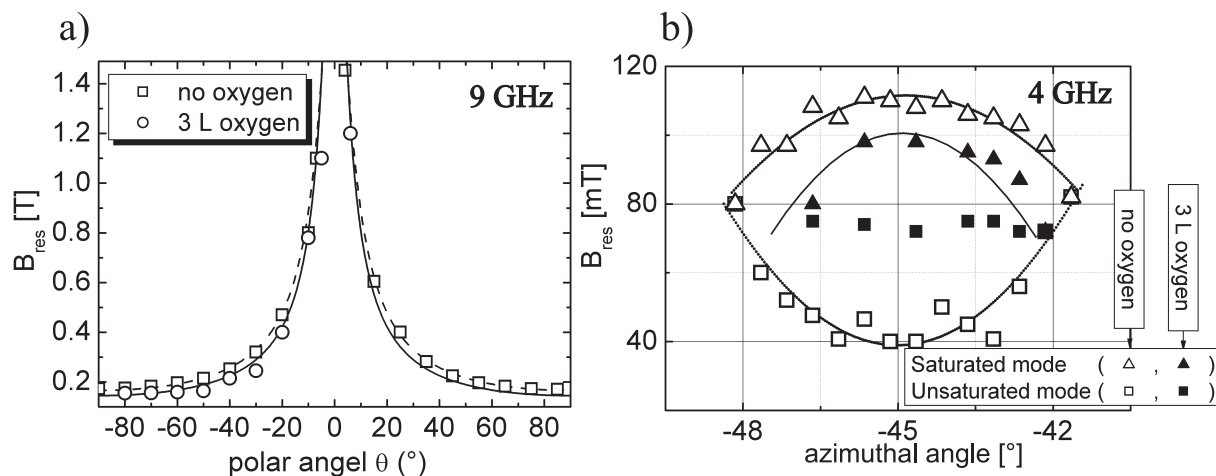 a)
1.4
1.2
1.0
0.8
0.6
0.4
0.2
B_res [T]
no oxygen
3 L oxygen
9 GHz
-80 -60 -40 -20 0 20 40 60 80
polar angel θ (°)
b)
120
80
40
B_res [mT]
4 GHz
no oxygen
3 L oxygen
Saturated mode ( , )
Unsaturated mode ( , )
-48 -45 -42
azimuthal angle [°]